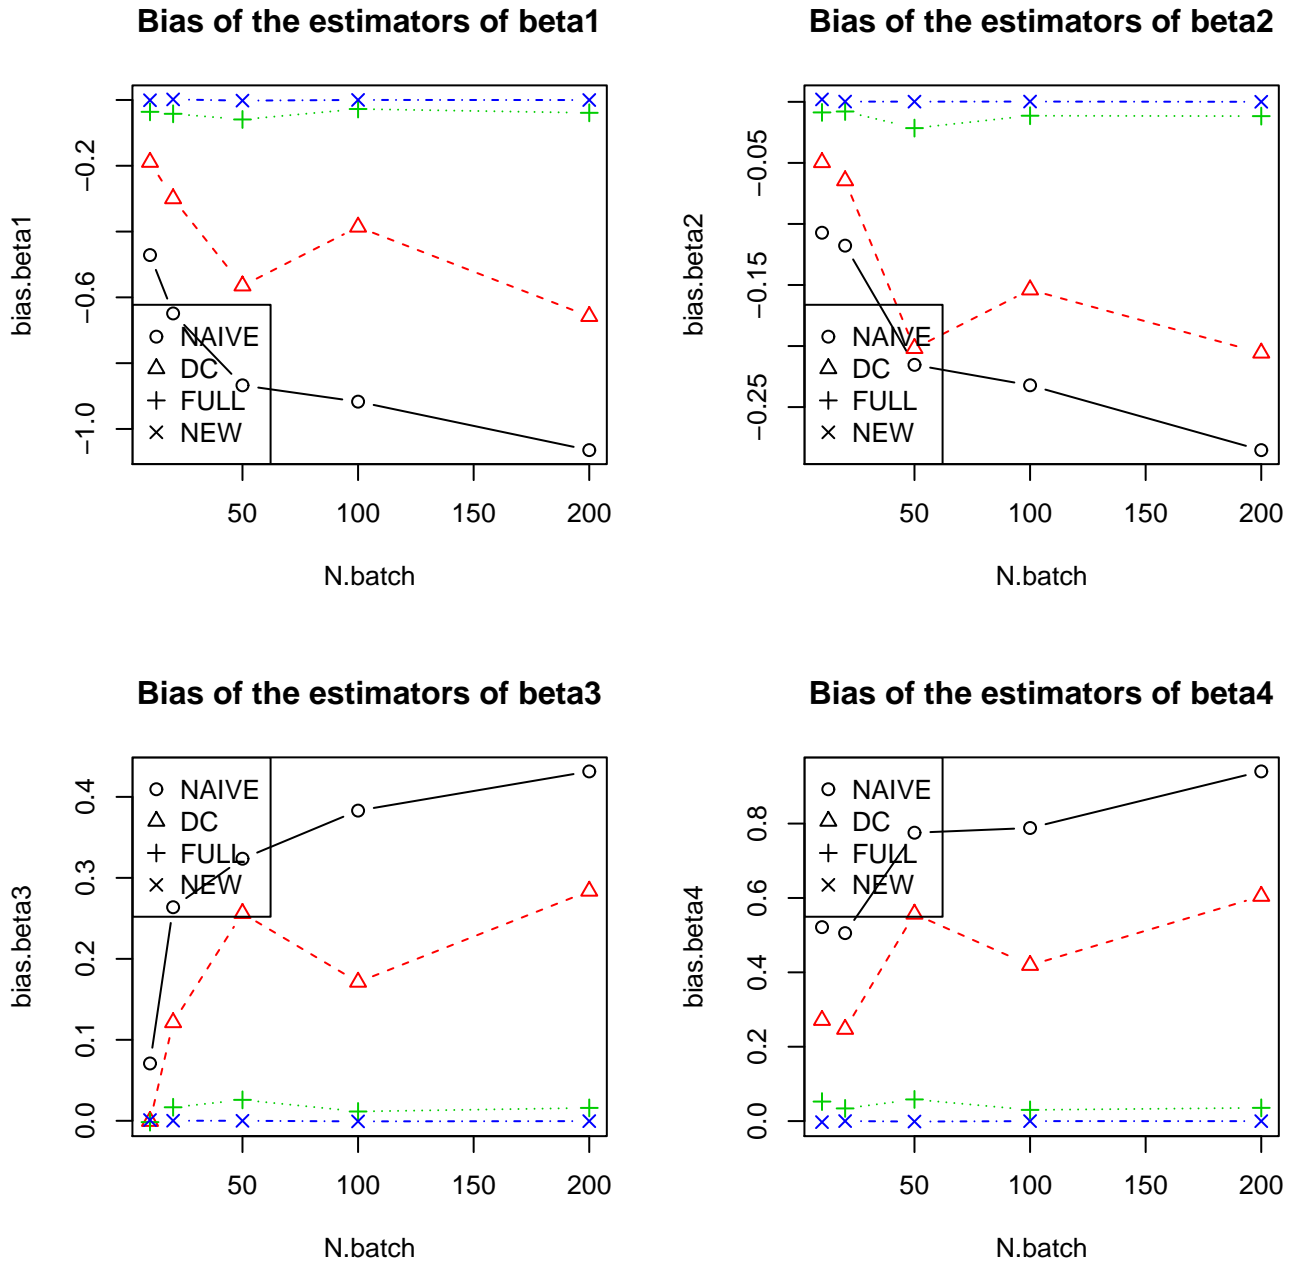 Bias of the estimators of beta1
bias.beta1
−0.2
−0.6
−1.0
NAIVE
DC
FULL
NEW
50 100 150 200
N.batch
Bias of the estimators of beta2
bias.beta2
−0.05
−0.15
−0.25
NAIVE
DC
FULL
NEW
50 100 150 200
N.batch
Bias of the estimators of beta3
bias.beta3
0.4
0.3
0.2
0.1
0.0
NAIVE
DC
FULL
NEW
50 100 150 200
N.batch
Bias of the estimators of beta4
bias.beta4
0.8
0.6
0.4
0.2
0.0
NAIVE
DC
FULL
NEW
50 100 150 200
N.batch